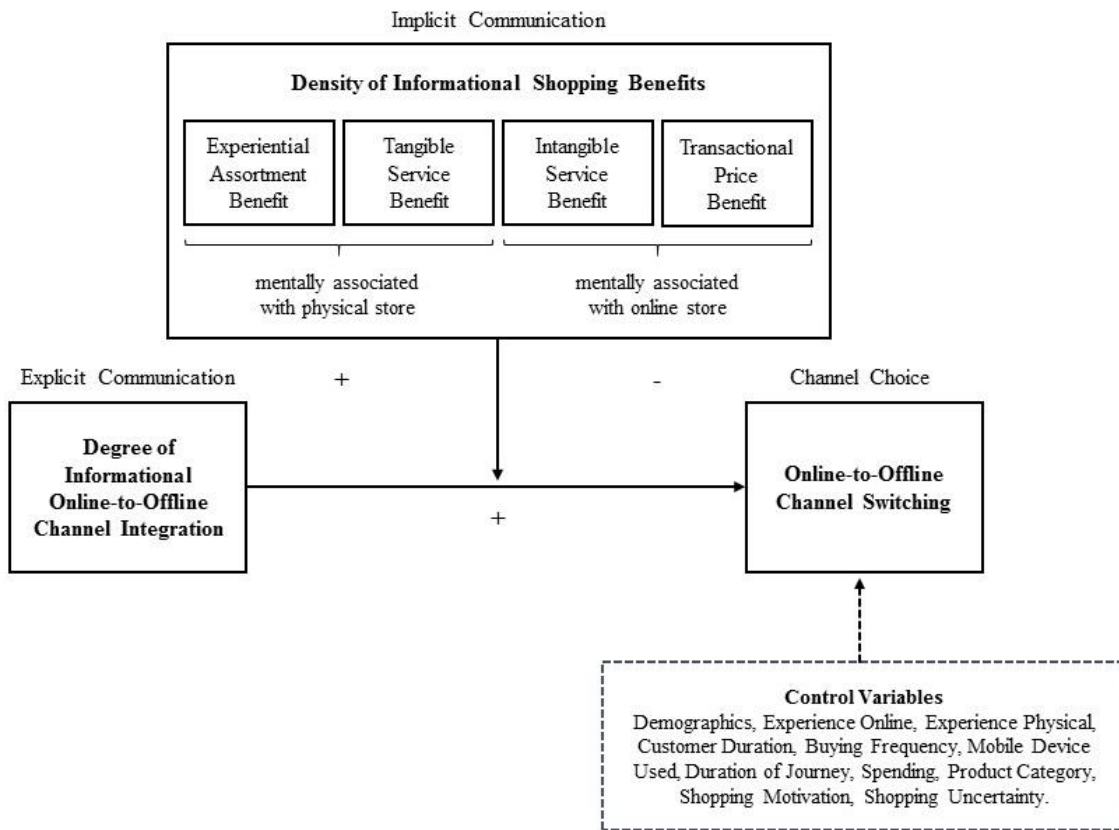 Implicit Communication
Density of Informational Shopping Benefits
Experiential
Assortment
Benefit
Tangible
Service
Benefit
Intangible
Service
Benefit
Transactional
Price
Benefit
mentally associated
with physical store
mentally associated
with online store
Explicit Communication
+
-
Channel Choice
Degree of
Informational
Online-to-Offline
Channel Integration
+
Online-to-Offline
Channel Switching
Control Variables
Demographics, Experience Online, Experience Physical,
Customer Duration, Buying Frequency, Mobile Device
Used, Duration of Journey, Spending, Product Category,
Shopping Motivation, Shopping Uncertainty.